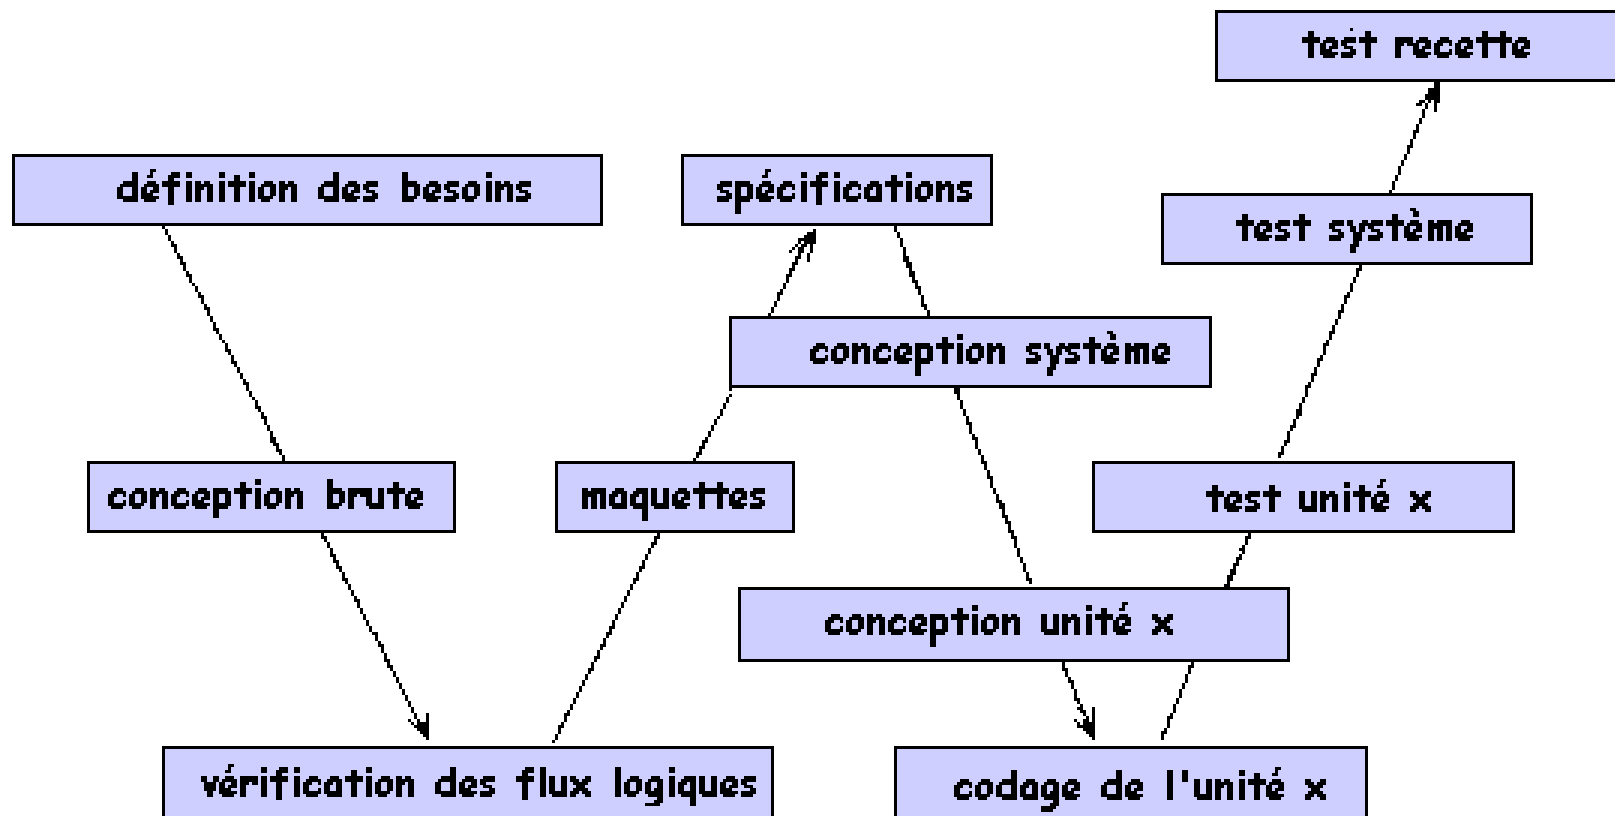 test recette
définition des besoins
spécifications
test système
conception système
conception brute
maquettes
test unité x
conception unité x
vérification des flux logiques
codage de l'unité x